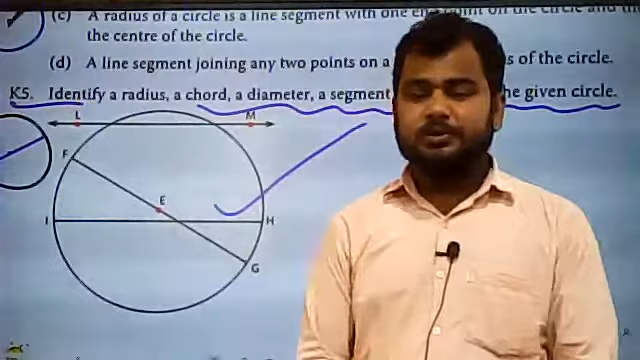 (c) A radius of a circle is a line segment with one end point on the circle and
the centre of the circle.
(d) A line segment joining any two points on a s of the circle.
K5. Identify a radius, a chord, a diameter, a segment he given circle.
L M
F
E
I H
G